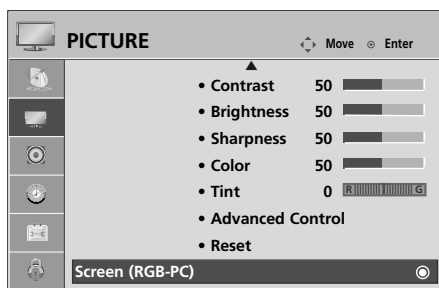 PICTURE
Move Enter
• Contrast 50
• Brightness 50
• Sharpness 50
• Color 50
• Tint 0 R G
• Advanced Control
• Reset
Screen (RGB-PC)